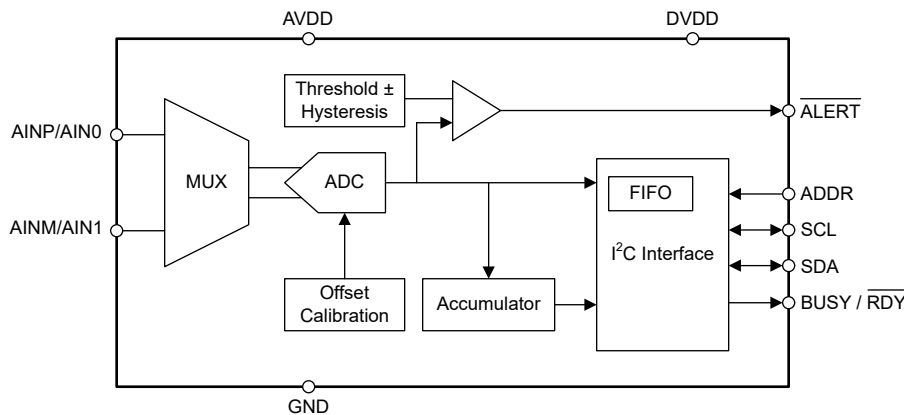 AVDD
DVDD
Threshold ±
Hysteresis
ALERT
AINP/AIN0
MUX
ADC
FIFO
ADDR
AINM/AIN1
SCL
I²C Interface
SDA
Offset
Calibration
Accumulator
BUSY / RDY
GND